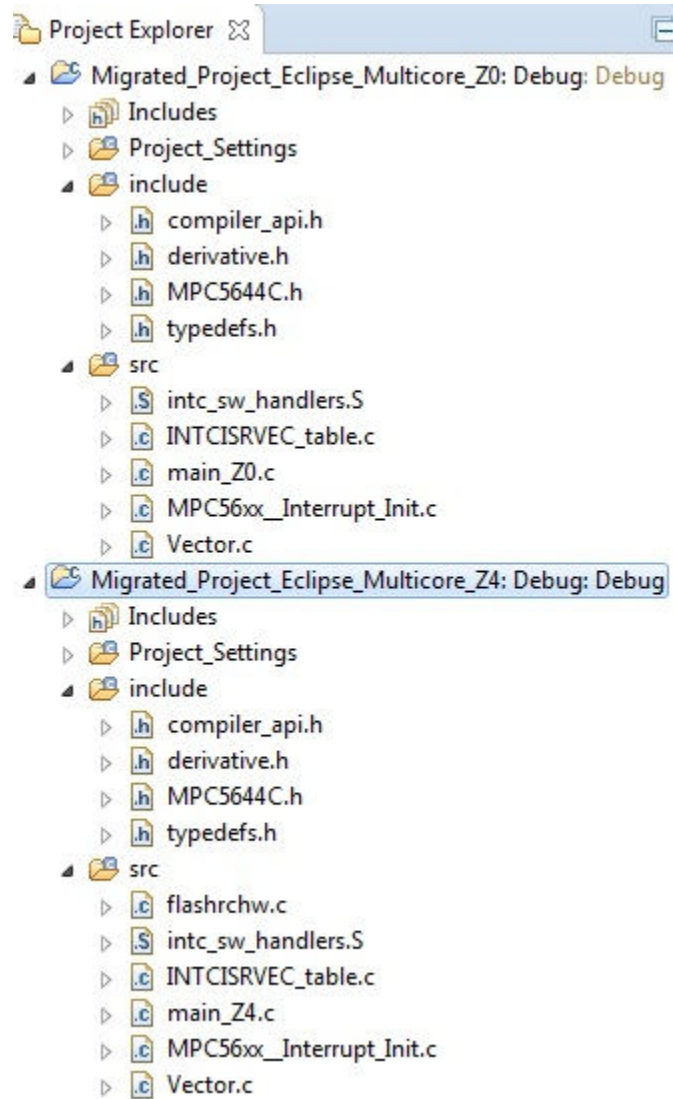 Project Explorer
Migrated_Project_Eclipse_Multicore_Z0: Debug: Debug
Includes
Project_Settings
include
compiler_api.h
derivative.h
MPC5644C.h
typedefs.h
src
intc_sw_handlers.S
INTCISRVEC_table.c
main_Z0.c
MPC56xx__Interrupt_Init.c
Vector.c
Migrated_Project_Eclipse_Multicore_Z4: Debug: Debug
Includes
Project_Settings
include
compiler_api.h
derivative.h
MPC5644C.h
typedefs.h
src
flashrchw.c
intc_sw_handlers.S
INTCISRVEC_table.c
main_Z4.c
MPC56xx__Interrupt_Init.c
Vector.c